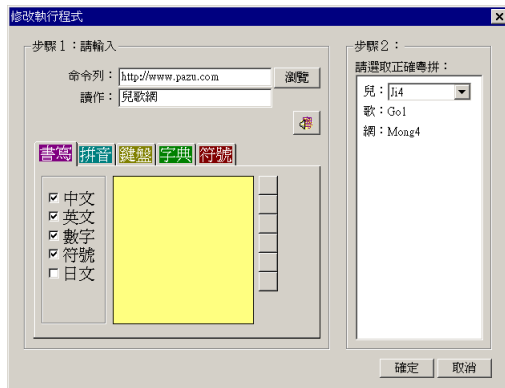 修改執行程式
步驟1：請輸入
命令列：http://www.pazu.com 瀏覽
讀作：兒歌網
書寫 拼音 鍵盤 字典 符號
中文
英文
數字
符號
日文
步驟2：
請選取正確粵拼：
兒：Ji4
歌：Go1
網：Mong4
確定 取消